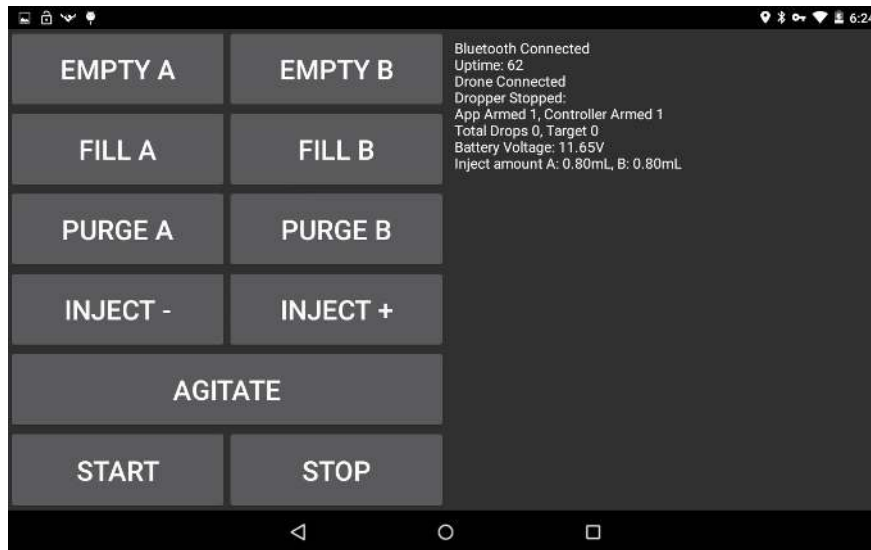 6:24
EMPTY A
EMPTY B
FILL A
FILL B
PURGE A
PURGE B
INJECT -
INJECT +
AGITATE
START
STOP
Bluetooth Connected
Uptime: 62
Drone Connected
Dropper Stopped:
App Armed 1, Controller Armed 1
Total Drops 0, Target 0
Battery Voltage: 11.65V
Inject amount A: 0.80mL, B: 0.80mL